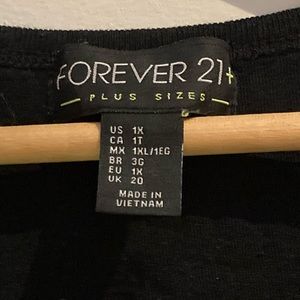 FOREVER 21+
PLUS SIZES
US 1X
CA 1T
MX 1XL/1EG
BR 3G
EU 1X
UK 20
MADE IN
VIETNAM